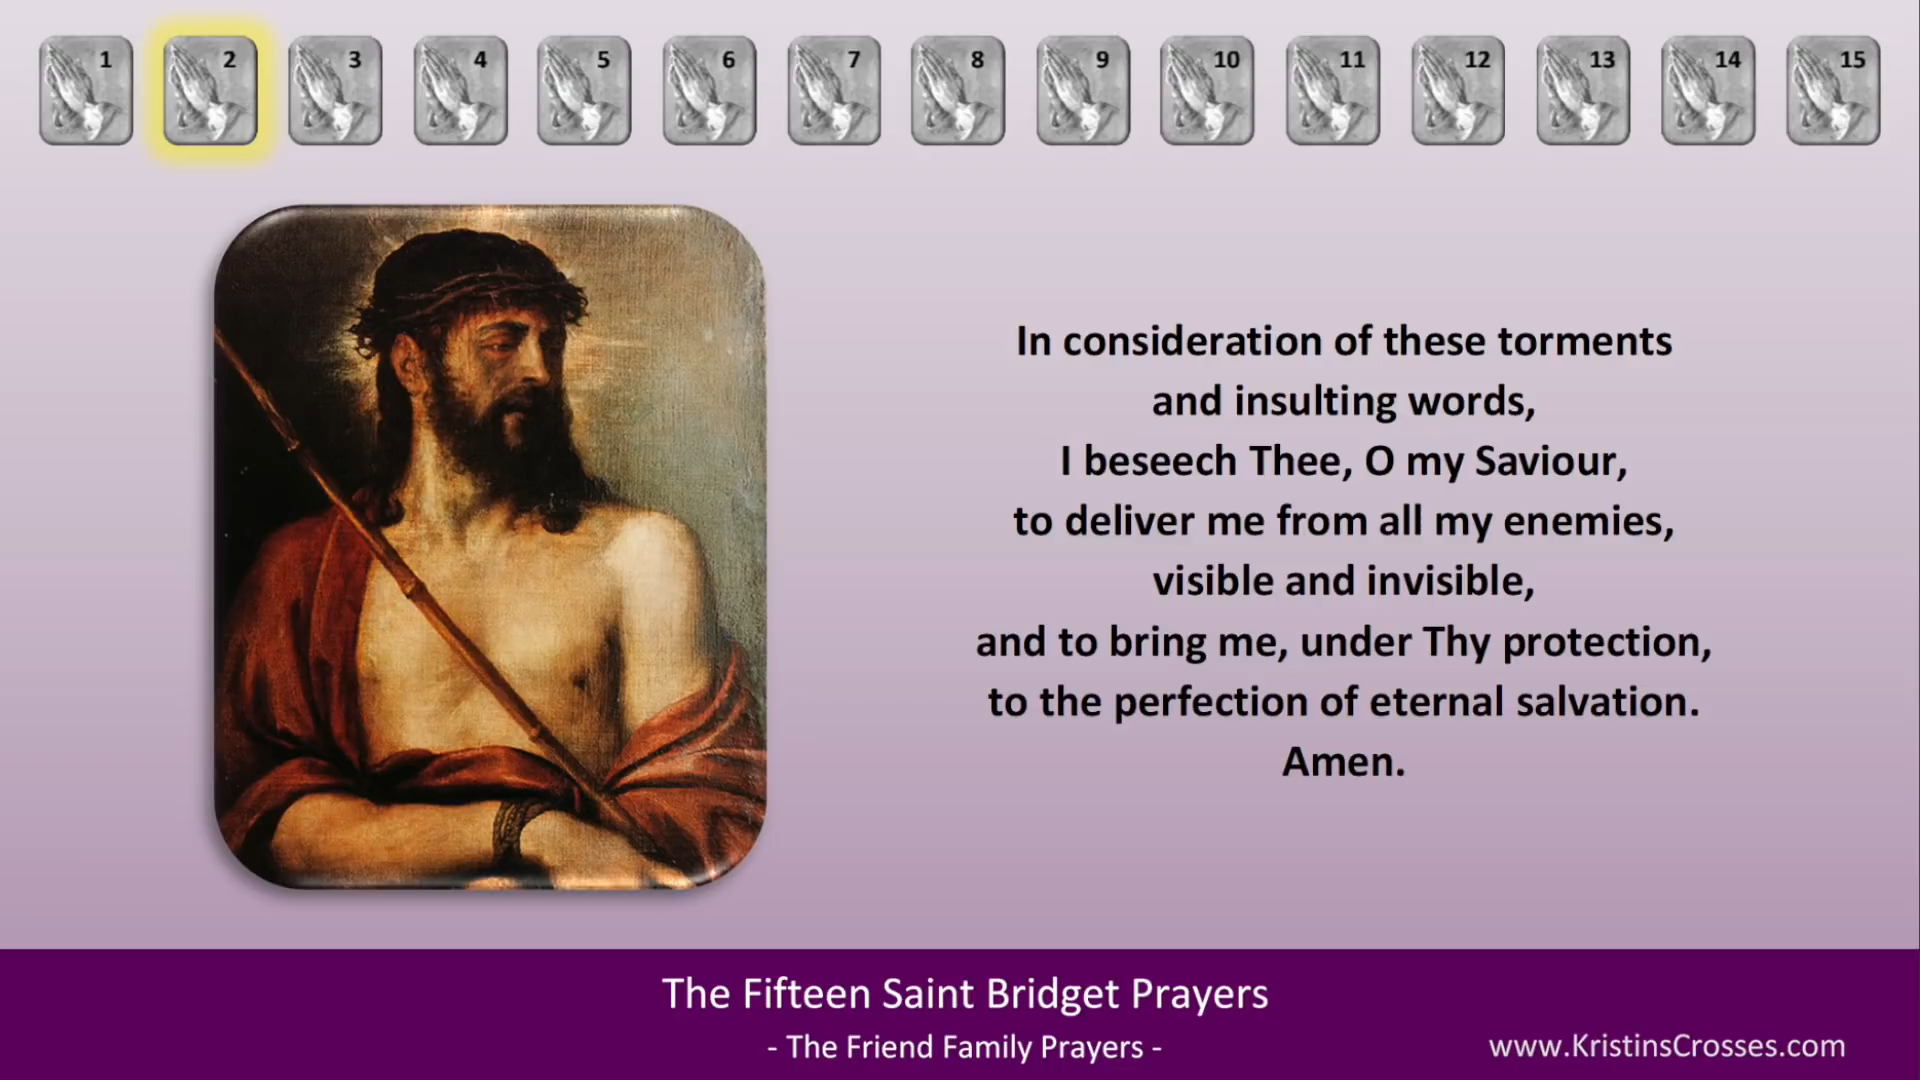 1 2 3 4 5 6 7 8 9 10 11 12 13 14 15
In consideration of these torments
and insulting words,
I beseech Thee, O my Saviour,
to deliver me from all my enemies,
visible and invisible,
and to bring me, under Thy protection,
to the perfection of eternal salvation.
Amen.
The Fifteen Saint Bridget Prayers
- The Friend Family Prayers -
www.KristinsCrosses.com